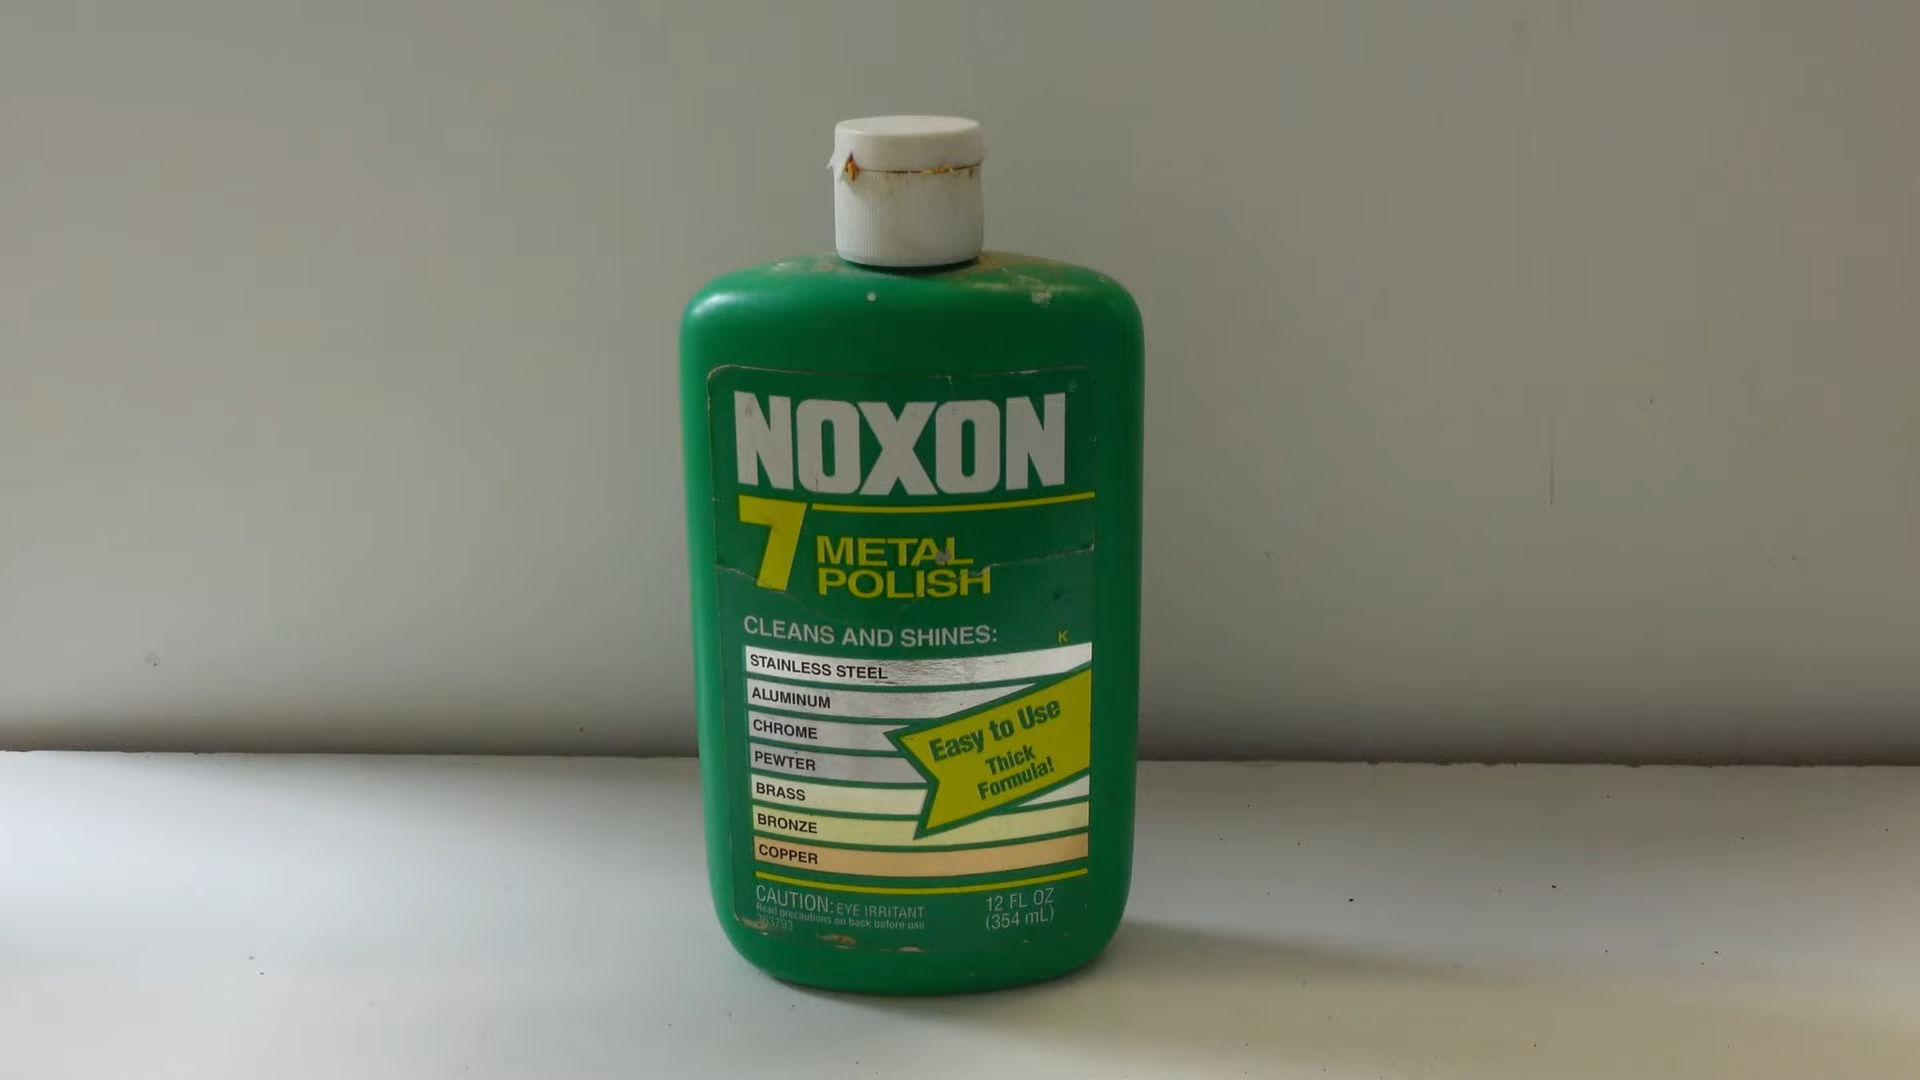 NOXON®
7 METAL
POLISH
CLEANS AND SHINES:
K
STAINLESS STEEL
ALUMINUM
CHROME
PEWTER
BRASS
BRONZE
COPPER
Easy to Use
Thick
Formula!
CAUTION: EYE IRRITANT
Read precautions on back before use
12 FL OZ
(354 mL)